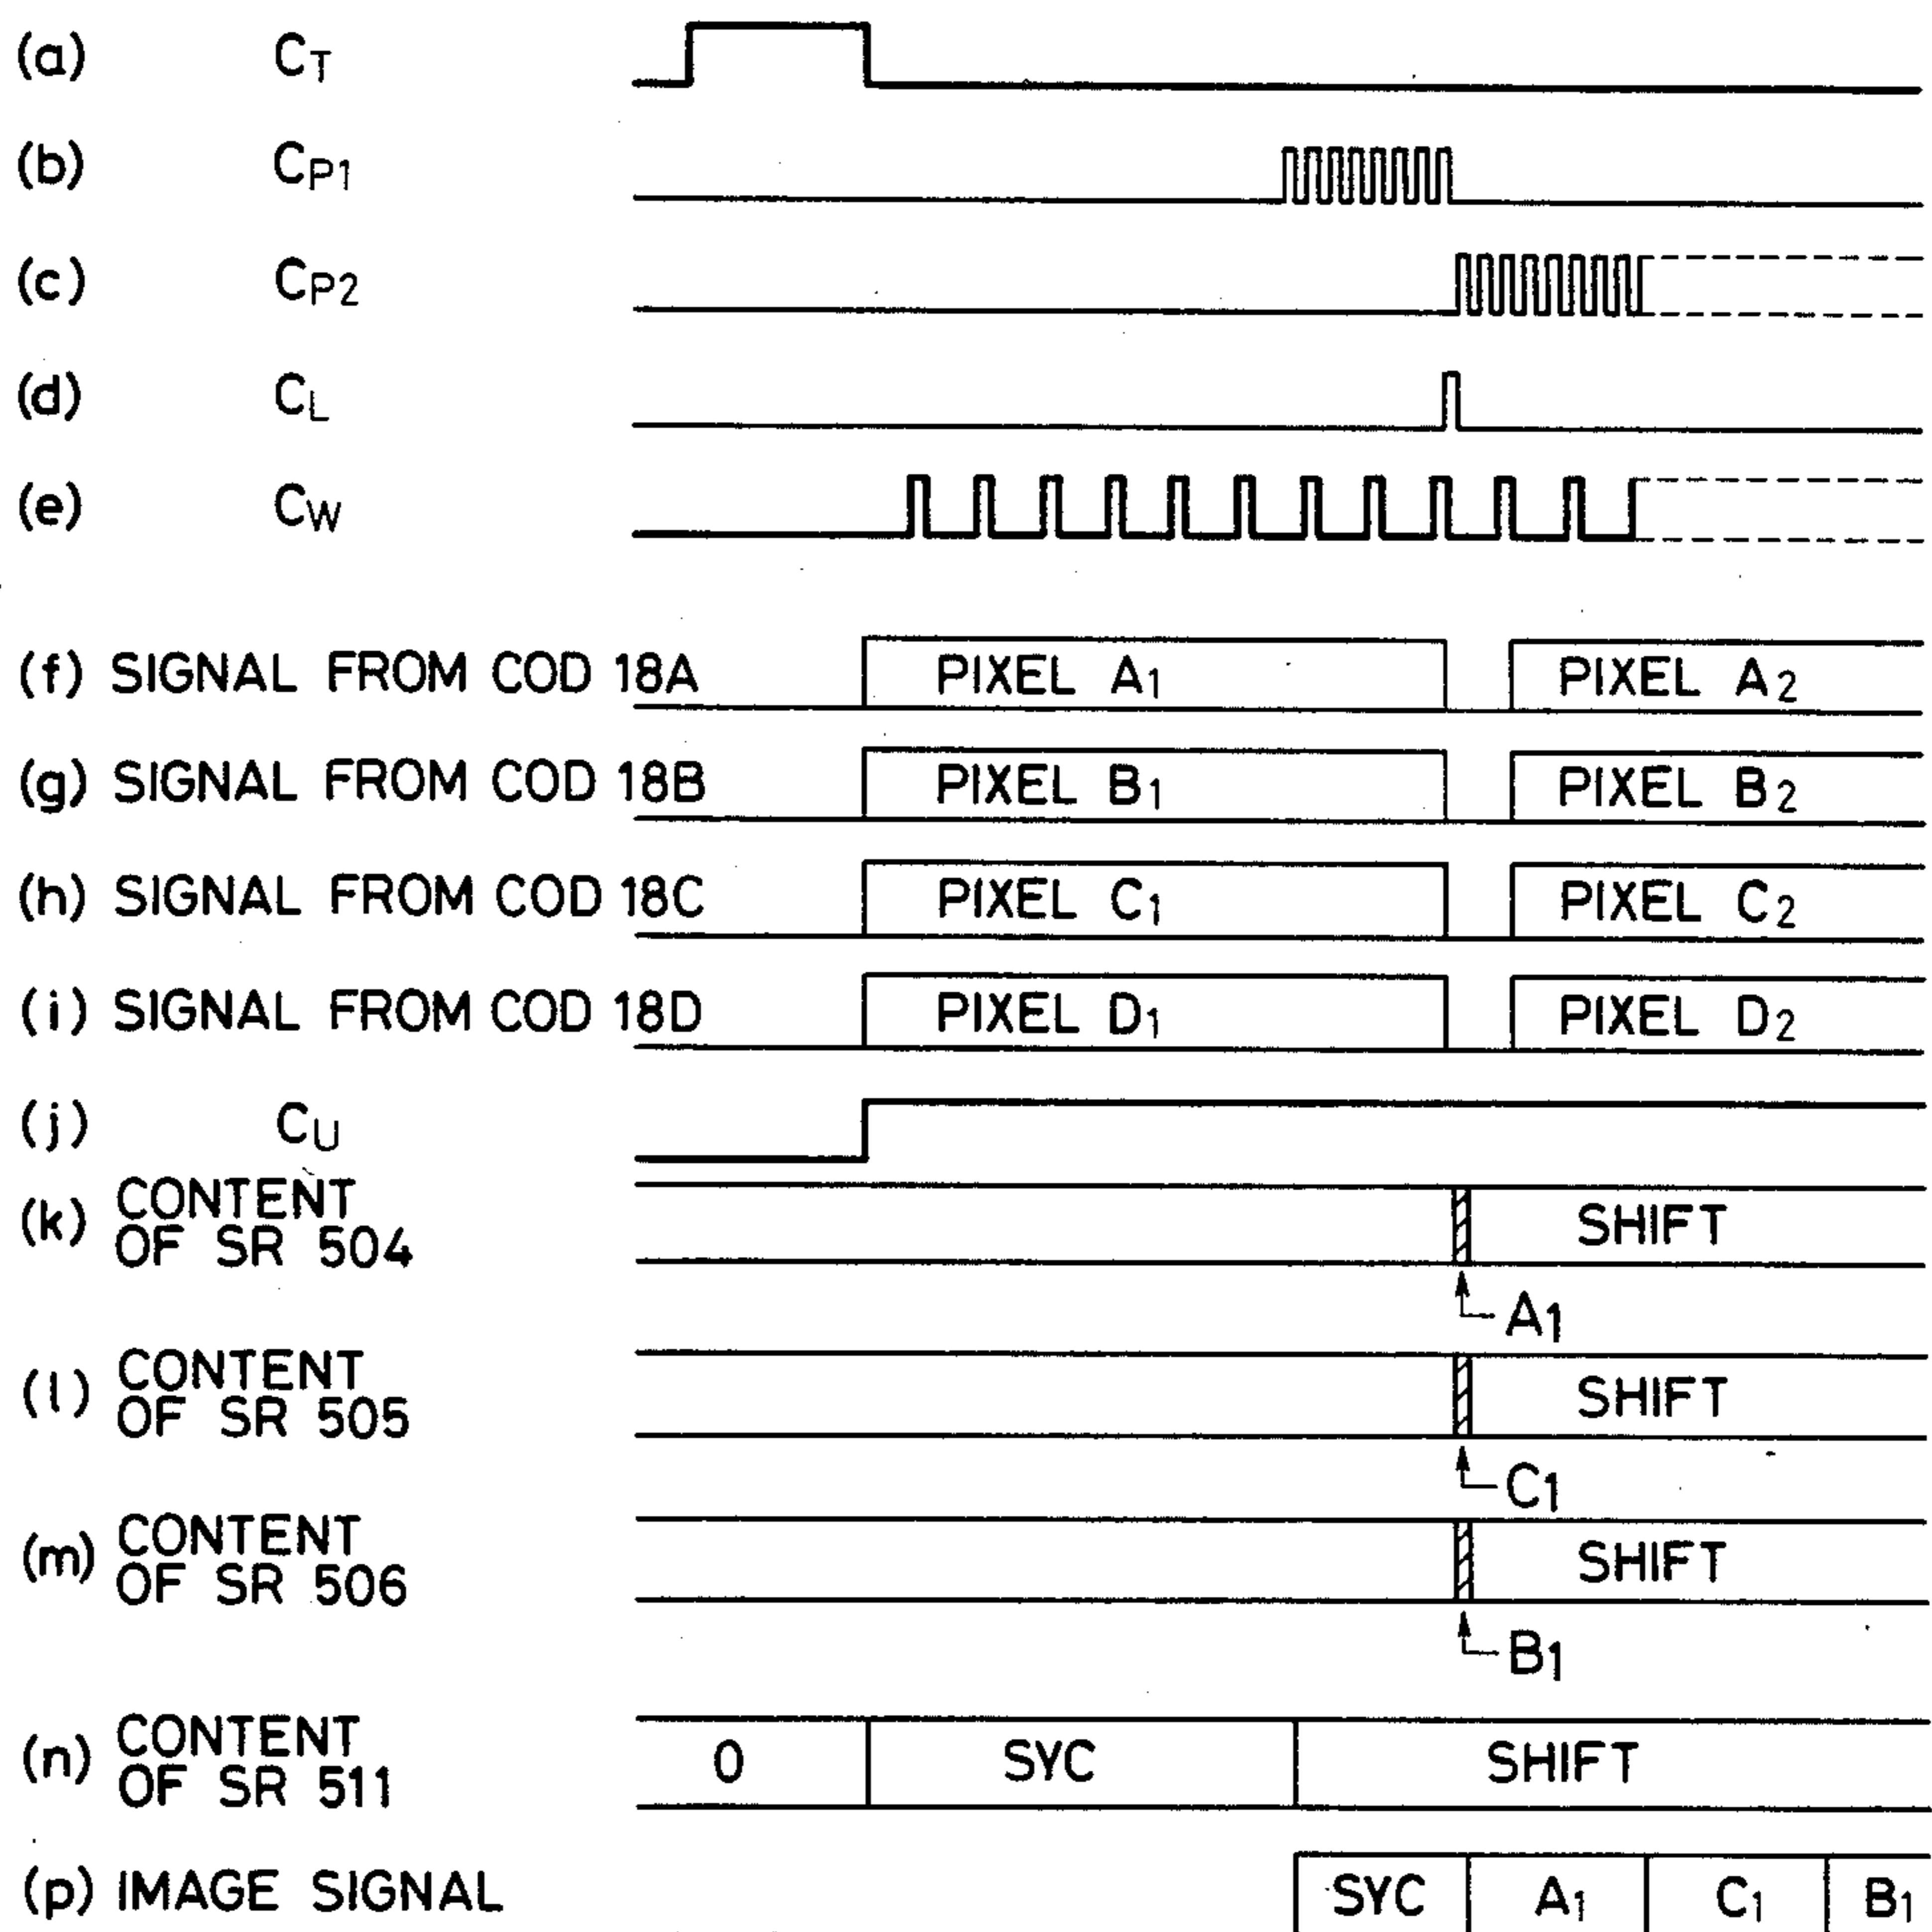 (a) CT
(b) CP1
(c) CP2
(d) CL
(e) CW
(f) SIGNAL FROM COD 18A PIXEL A1 PIXEL A2
(g) SIGNAL FROM COD 18B PIXEL B1 PIXEL B2
(h) SIGNAL FROM COD 18C PIXEL C1 PIXEL C2
(i) SIGNAL FROM COD 18D PIXEL D1 PIXEL D2
(j) CU
(k) CONTENT
OF SR 504 SHIFT
A1
(l) CONTENT
OF SR 505 SHIFT
C1
(m) CONTENT
OF SR 506 SHIFT
B1
(n) CONTENT
OF SR 511 0 SYC SHIFT
(p) IMAGE SIGNAL SYC A1 C1 B1